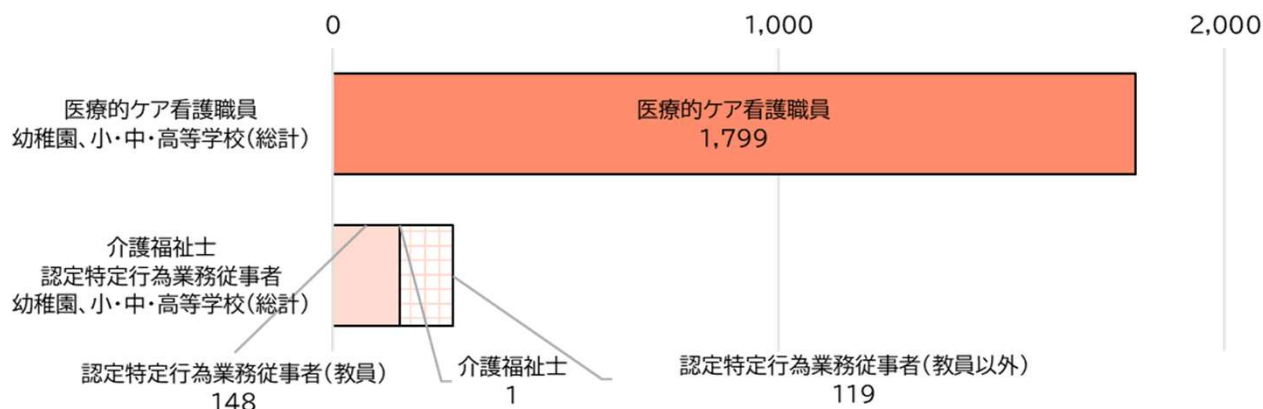 0
1,000
2,000
医療的ケア看護職員
幼稚園、小・中・高等学校(総計)
医療的ケア看護職員
1,799
介護福祉士
認定特定行為業務従事者
幼稚園、小・中・高等学校(総計)
認定特定行為業務従事者(教員)
148
介護福祉士
1
認定特定行為業務従事者(教員以外)
119